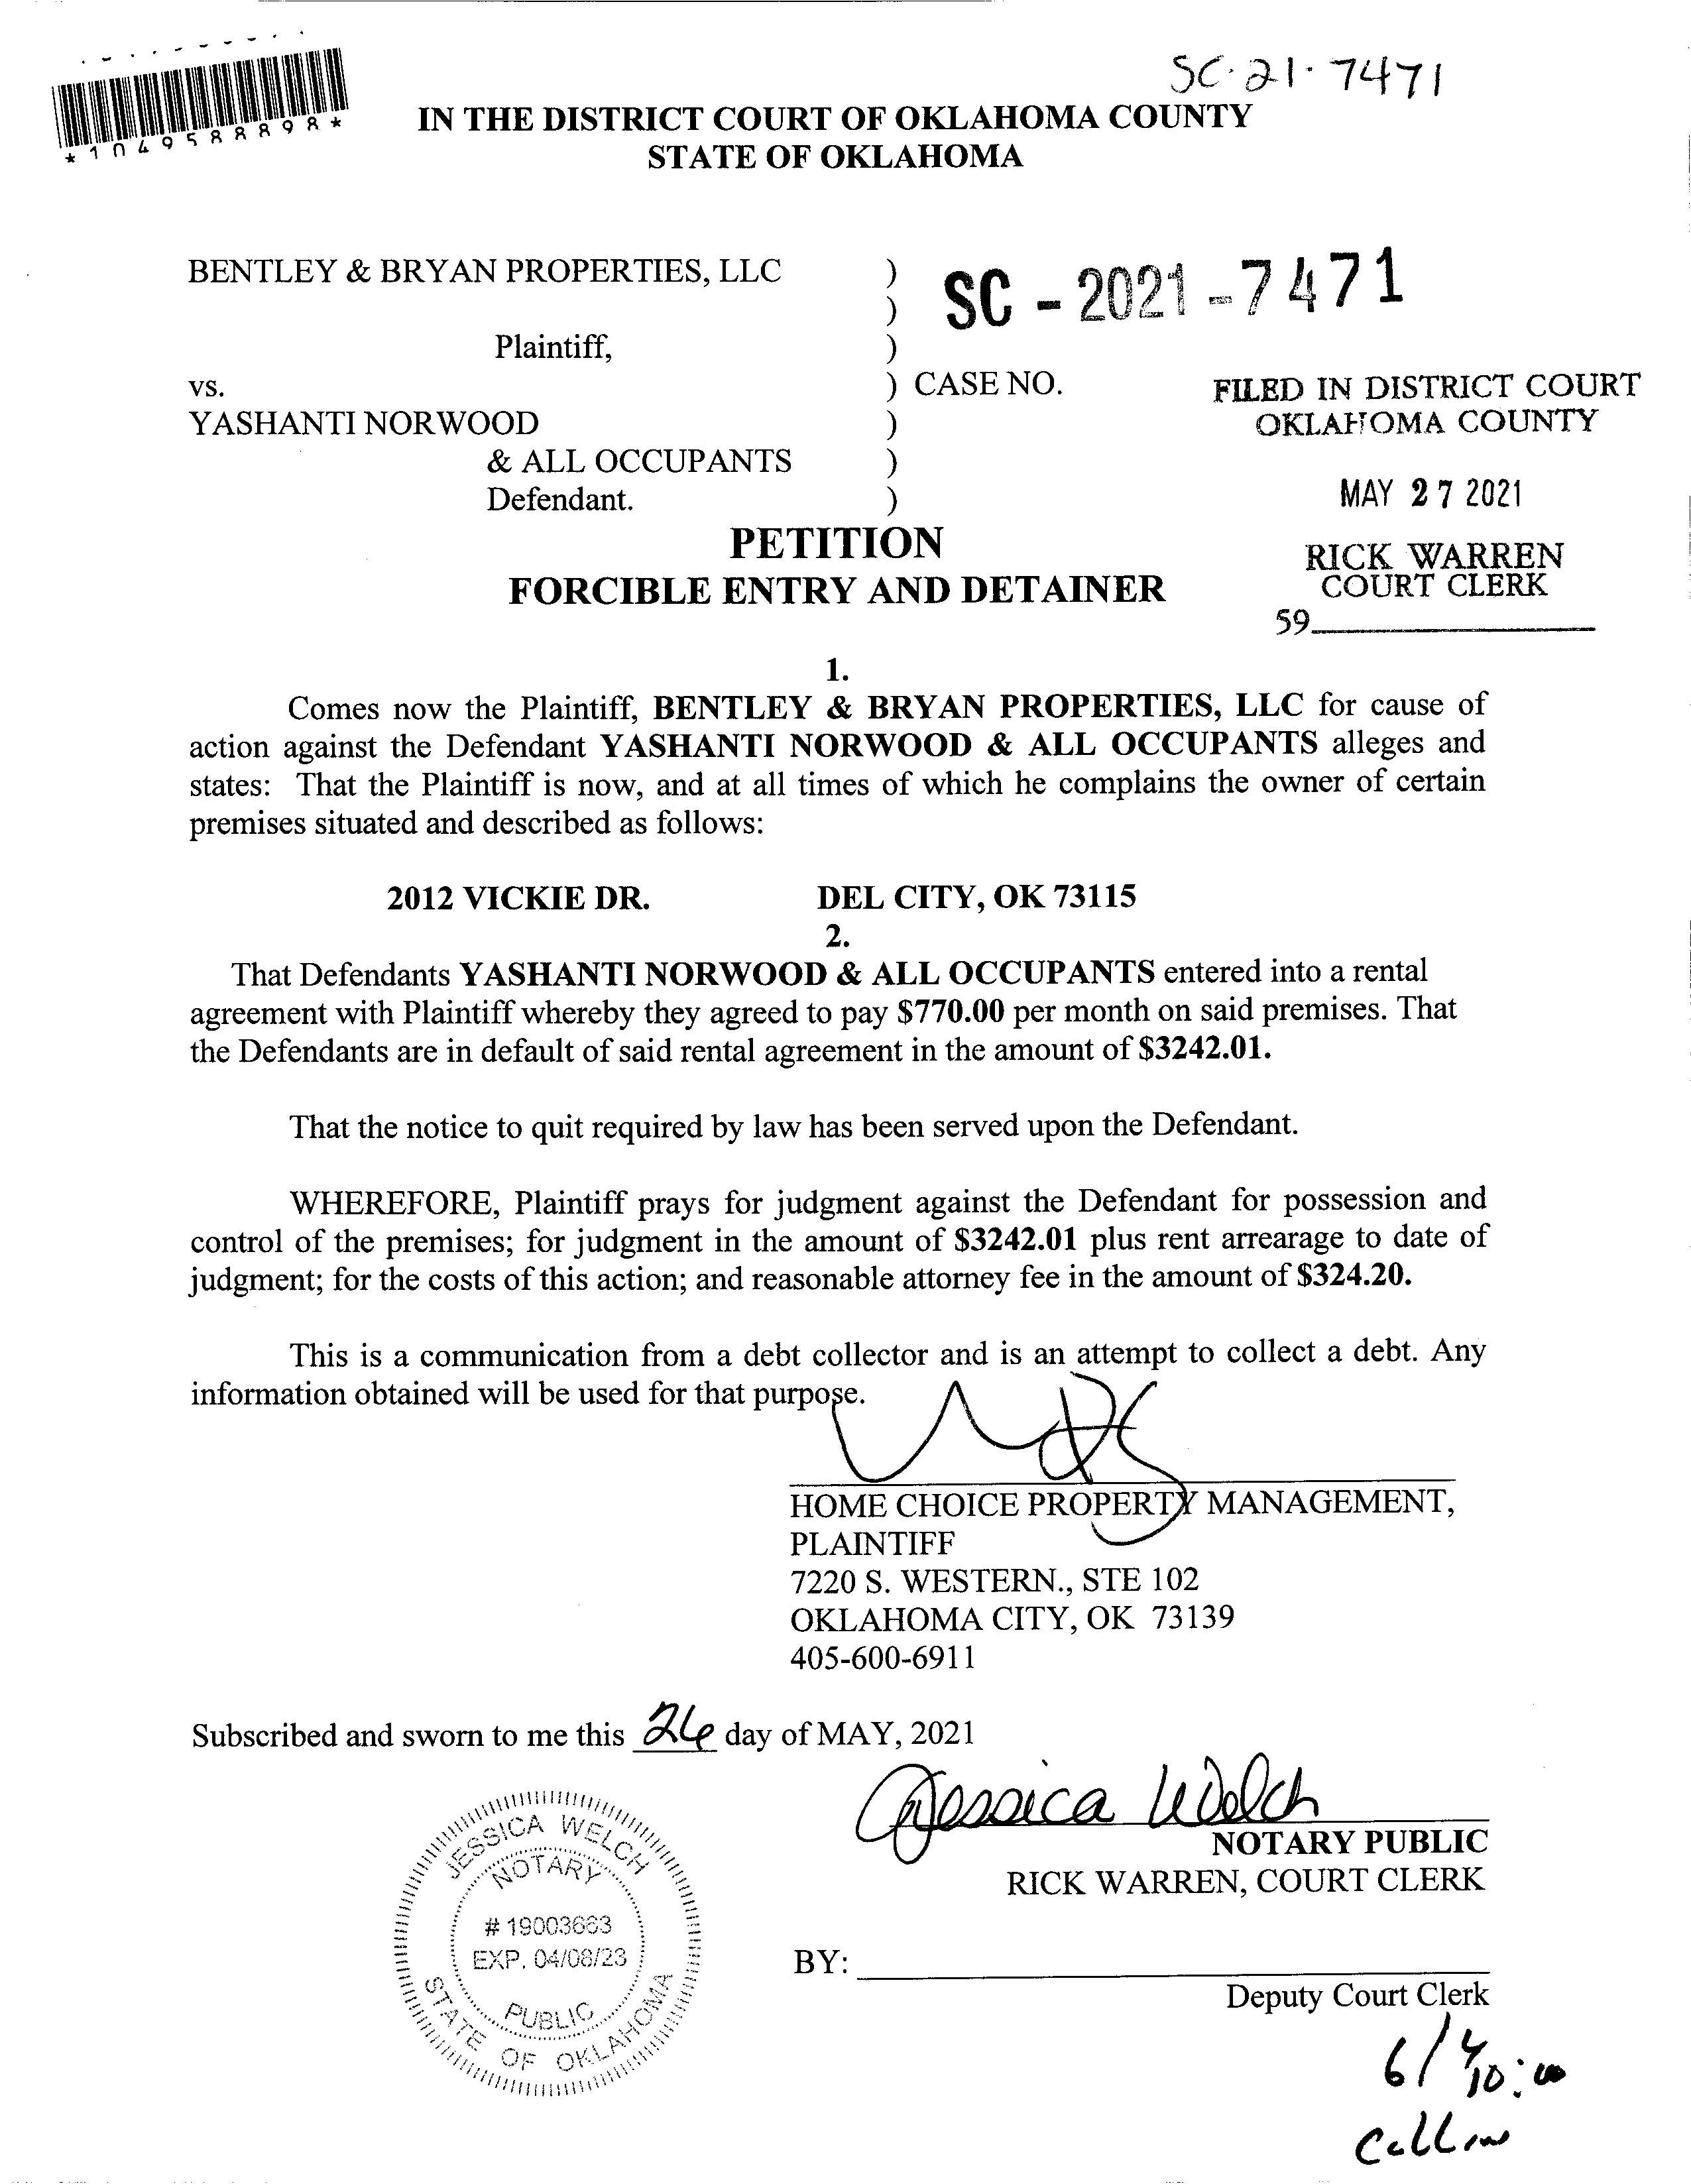 SC-21-7471
*1049588898*
IN THE DISTRICT COURT OF OKLAHOMA COUNTY
STATE OF OKLAHOMA
BENTLEY & BRYAN PROPERTIES, LLC )
)
SC - 2021 - 7471
Plaintiff, )
vs. ) CASE NO.
YASHANTI NORWOOD )
& ALL OCCUPANTS )
Defendant. )
FILED IN DISTRICT COURT
OKLAHOMA COUNTY
MAY 27 2021
RICK WARREN
COURT CLERK
59
PETITION
FORCIBLE ENTRY AND DETAINER
1.
Comes now the Plaintiff, BENTLEY & BRYAN PROPERTIES, LLC for cause of
action against the Defendant YASHANTI NORWOOD & ALL OCCUPANTS alleges and
states: That the Plaintiff is now, and at all times of which he complains the owner of certain
premises situated and described as follows:
2012 VICKIE DR. DEL CITY, OK 73115
2.
That Defendants YASHANTI NORWOOD & ALL OCCUPANTS entered into a rental
agreement with Plaintiff whereby they agreed to pay $770.00 per month on said premises. That
the Defendants are in default of said rental agreement in the amount of $3242.01.
That the notice to quit required by law has been served upon the Defendant.
WHEREFORE, Plaintiff prays for judgment against the Defendant for possession and
control of the premises; for judgment in the amount of $3242.01 plus rent arrearage to date of
judgment; for the costs of this action; and reasonable attorney fee in the amount of $324.20.
This is a communication from a debt collector and is an attempt to collect a debt. Any
information obtained will be used for that purpose.
HOME CHOICE PROPERTY MANAGEMENT,
PLAINTIFF
7220 S. WESTERN., STE 102
OKLAHOMA CITY, OK 73139
405-600-6911
Subscribed and sworn to me this 26 day of MAY, 2021
Jessica Welch
NOTARY PUBLIC
RICK WARREN, COURT CLERK
JESSICA WELCH
NOTARY
# 19003663
EXP. 04/08/23
PUBLIC
STATE OF OKLAHOMA
BY:
Deputy Court Clerk
10:00